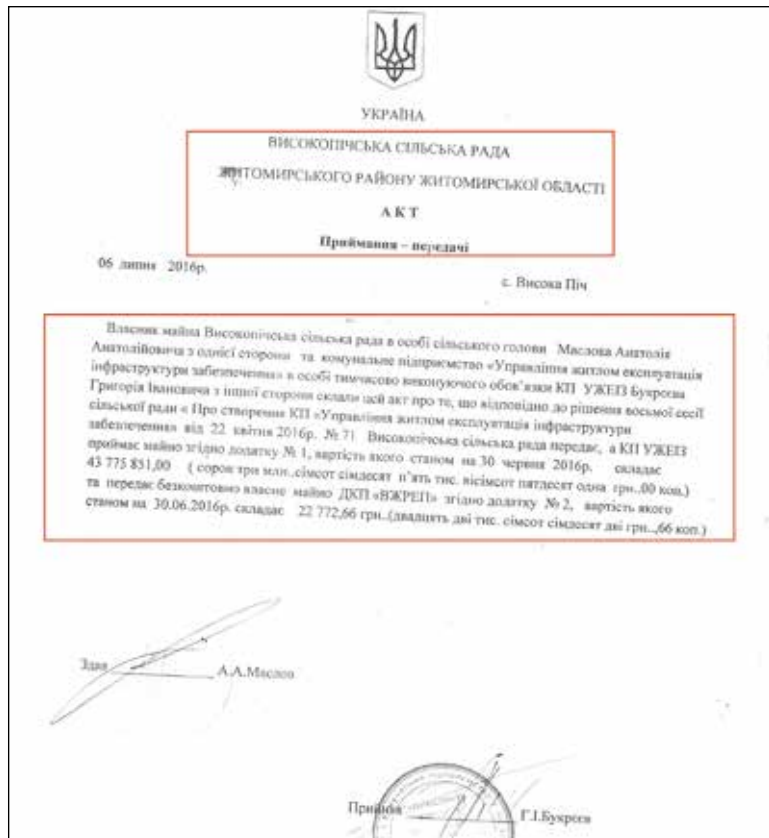 УКРАЇНА
ВИСОКОПІЧСЬКА СІЛЬСЬКА РАДА
ЖИТОМИРСЬКОГО РАЙОНУ ЖИТОМИРСЬКОЇ ОБЛАСТІ
А К Т
Приймання – передачі
06 липня 2016р.
с. Висока Піч
Власник майна Високопічська сільська рада в особі сільського голови Маслова Анатолія
Анатолійовича з однієї сторони та комунальне підприємство «Управління житлом експлуатація
інфраструктури забезпечення» в особі тимчасово виконуючого обов’язки КП УЖЕІЗ Букрєєва
Григорія Івановича з іншої сторони склали цей акт про те, що відповідно до рішення восьмої сесії
сільської ради « Про створення КП «Управління житлом експлуатація інфраструктури
забезпечення» від 22 квітня 2016р. № 71 Високопічська сільська рада передає, а КП УЖЕІЗ
приймає майно згідно додатку № 1, вартість якого станом на 30 червня 2016р. складає
43 775 851,00 ( сорок три млн..сімсот сімдесят п’ять тис. вісімсот пятдесят одна грн..00 коп.)
та передає безкоштовно власне майно ДКП «ВЖРЕП» згідно додатку № 2, вартість якого
станом на 30.06.2016р. складає 22 772,66 грн..(двадцять дві тис. сімсот сімдесят дві грн..,66 коп.)
Здав А.А.Маслов
Прийняв Г.І.Букрєєв